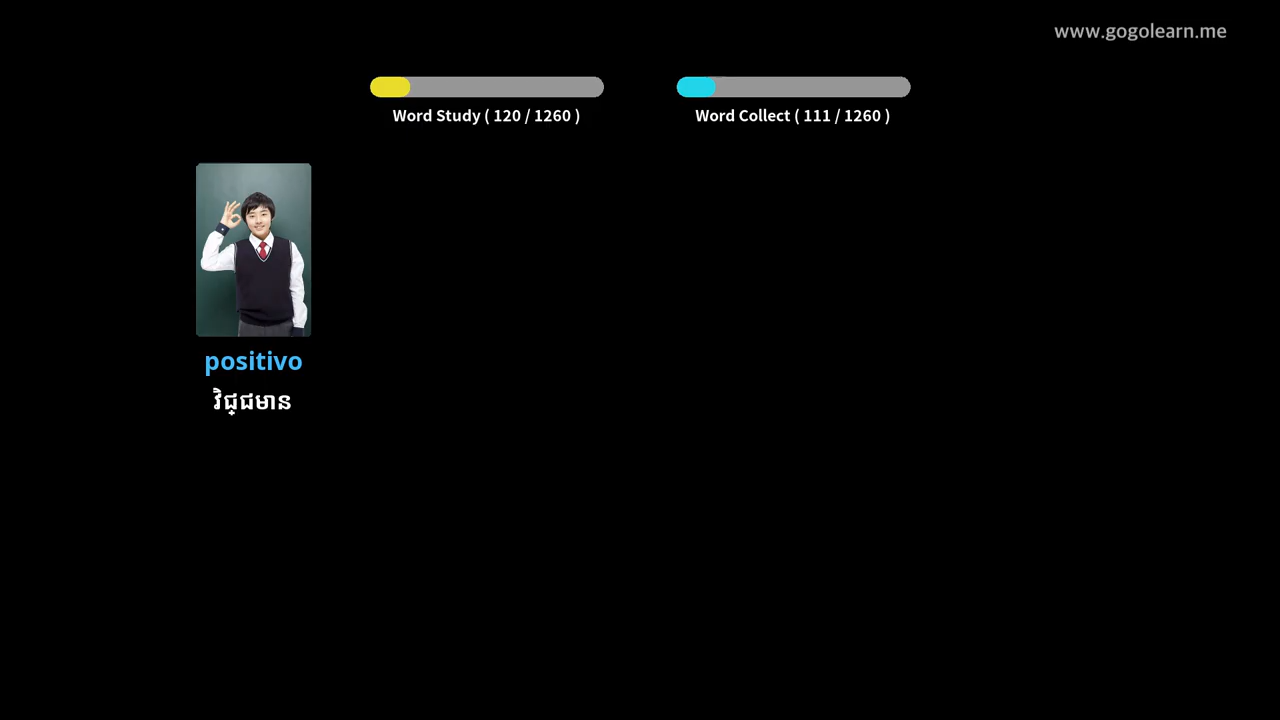 www.gogolearn.me
Word Study ( 120 / 1260 )
Word Collect ( 111 / 1260 )
positivo
វិជ្ជមាន